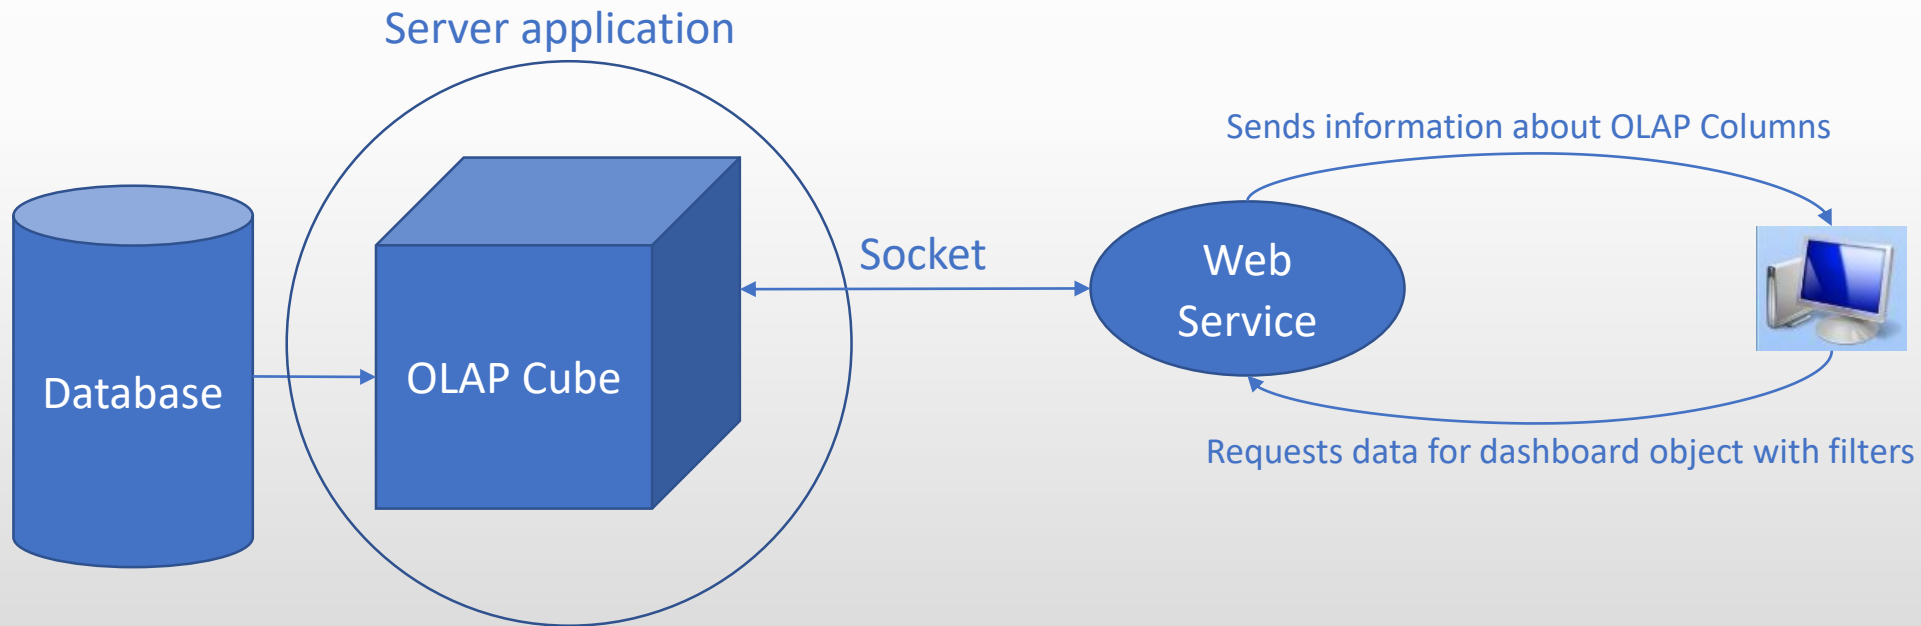 Server application
Sends information about OLAP Columns
Database
OLAP Cube
Socket
Web
Service
Requests data for dashboard object with filters